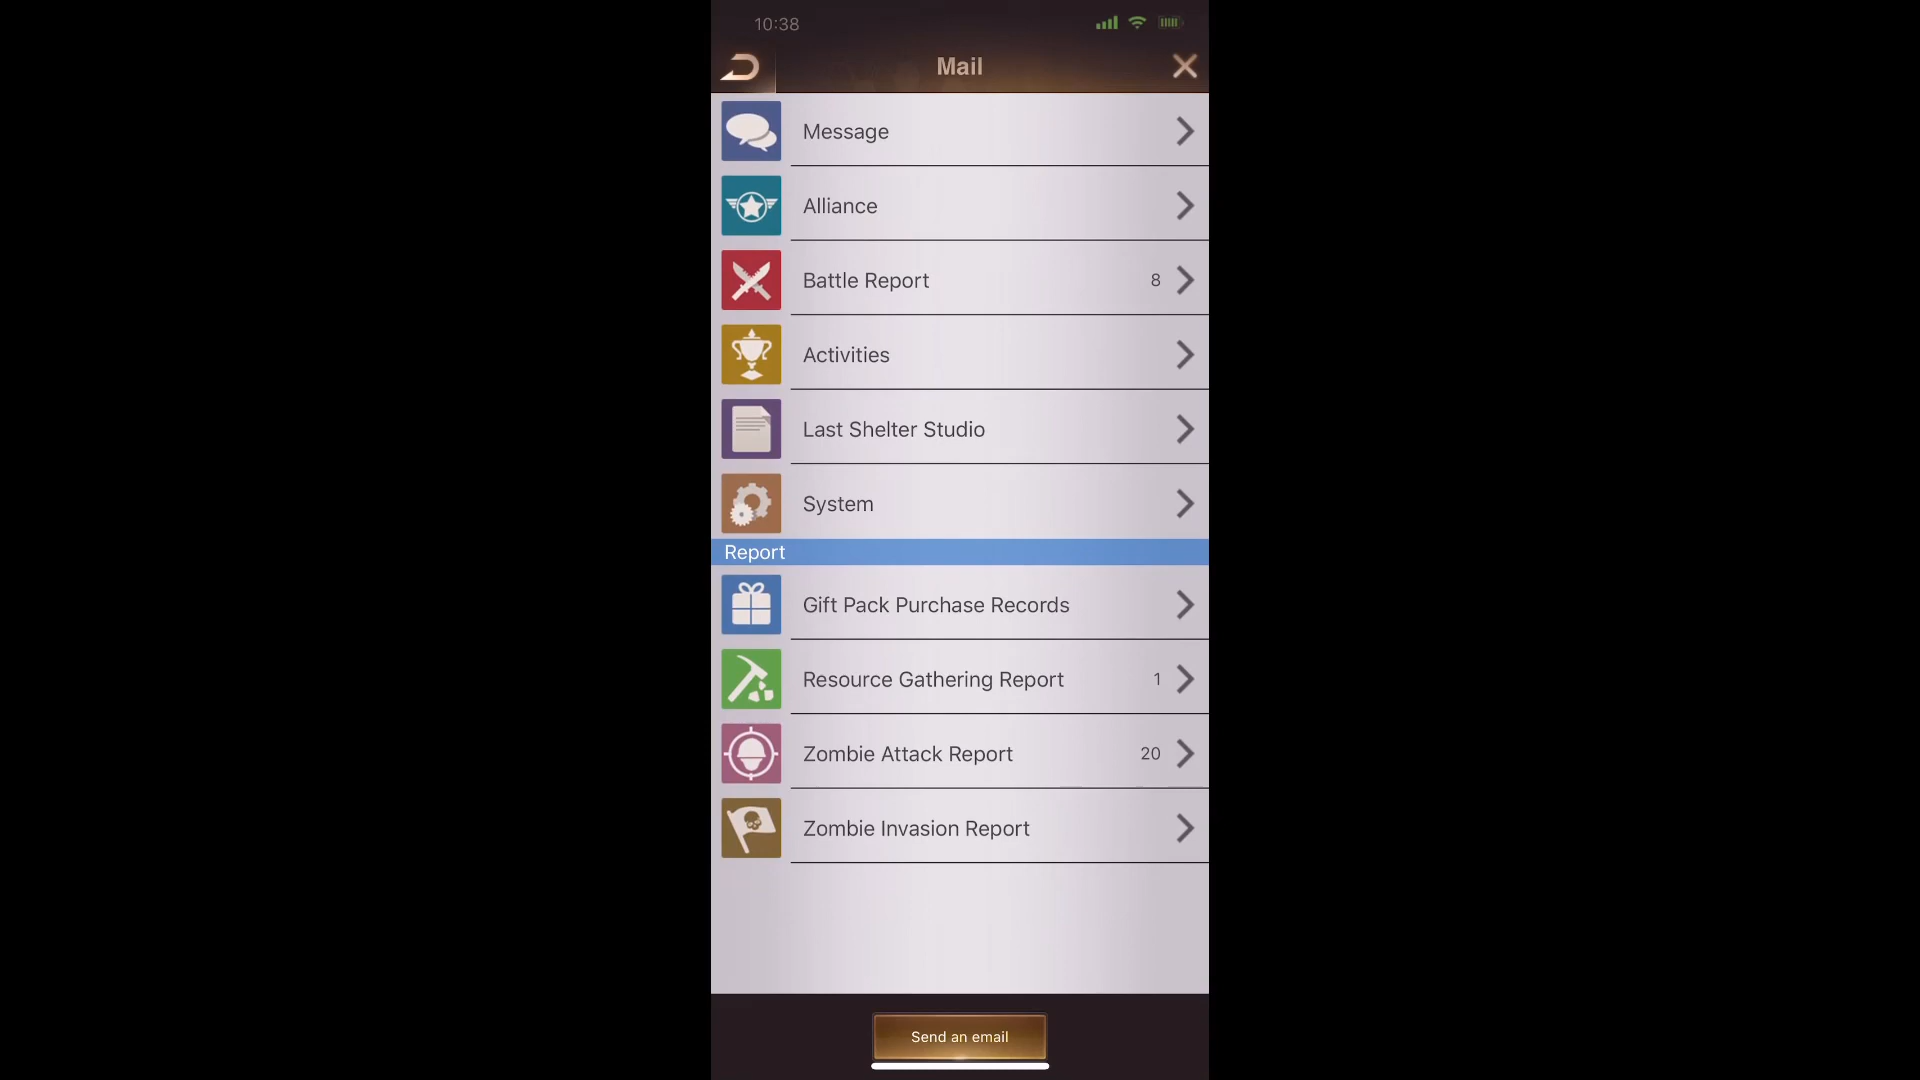 10:38
Mail
Message
Alliance
Battle Report 8
Activities
Last Shelter Studio
System
Report
Gift Pack Purchase Records
Resource Gathering Report 1
Zombie Attack Report 20
Zombie Invasion Report
Send an email